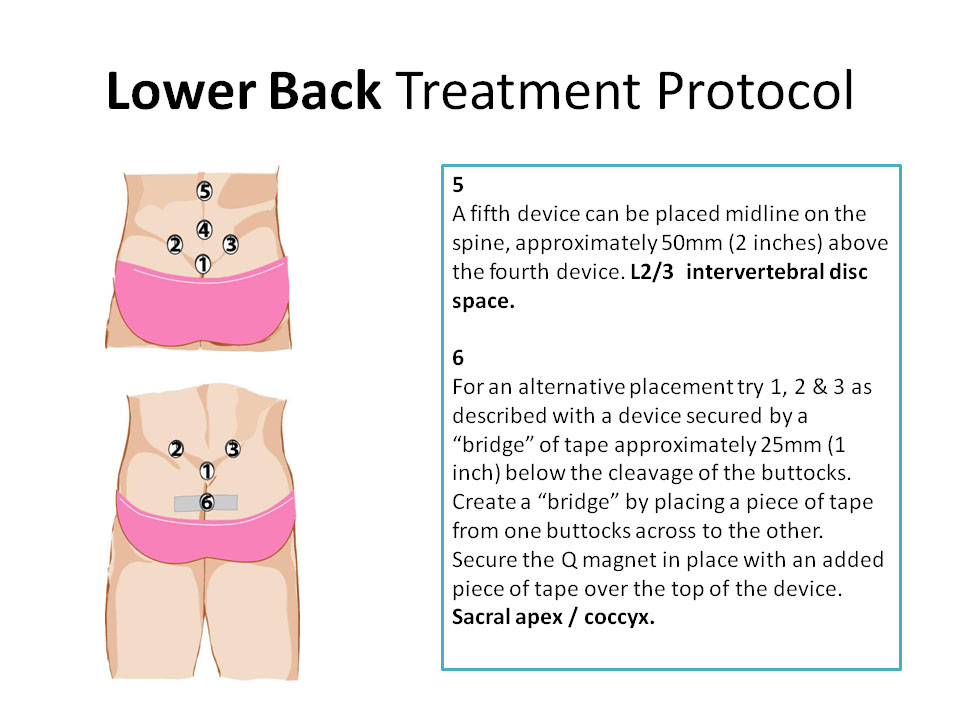 Lower Back Treatment Protocol
5
4
2
3
1
2
3
1
6
5
A fifth device can be placed midline on the
spine, approximately 50mm (2 inches) above
the fourth device. L2/3  intervertebral disc
space.
6
For an alternative placement try 1, 2 & 3 as
described with a device secured by a
“bridge” of tape approximately 25mm (1
inch) below the cleavage of the buttocks.
Create a “bridge” by placing a piece of tape
from one buttocks across to the other.
Secure the Q magnet in place with an added
piece of tape over the top of the device.
Sacral apex / coccyx.